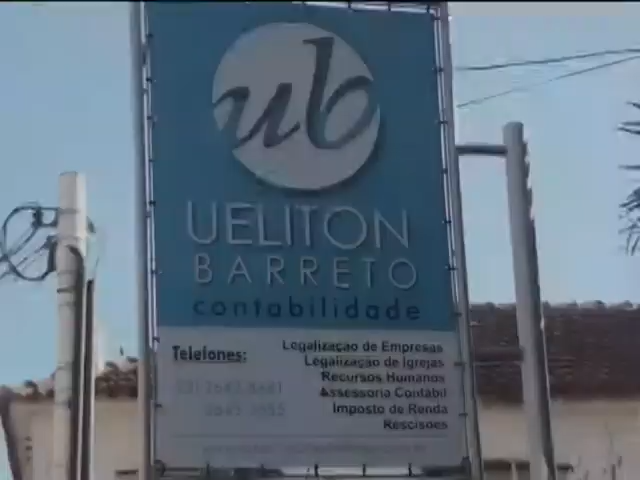 ub
UELITON
BARRETO
contabilidade
Telefones:
Legalização de Empresas
Legalização de Igrejas
Recursos Humanos
Assessoria Contábil
Imposto de Renda
Rescisões